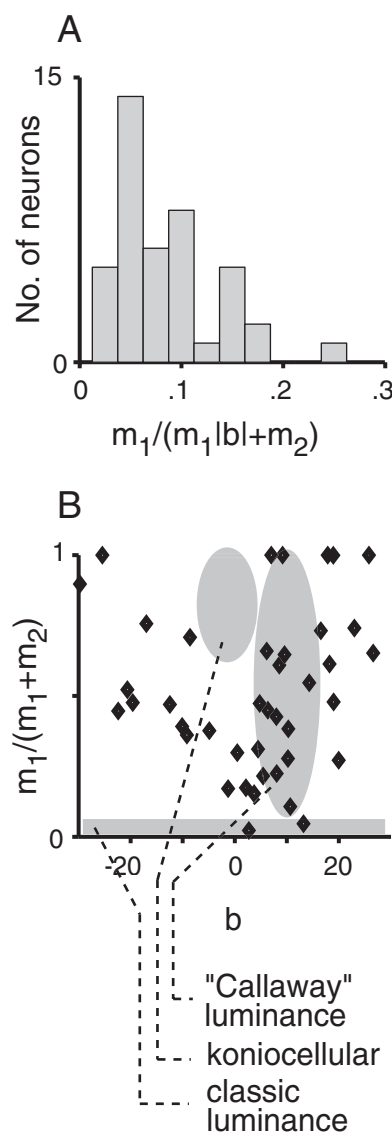 A
15
No. of neurons
0
0 .1 .2 .3
m₁/(m₁|b|+m₂)
B
1
m₁/(m₁+m₂)
0
-20 0 20
b
"Callaway"
luminance
koniocellular
classic
luminance